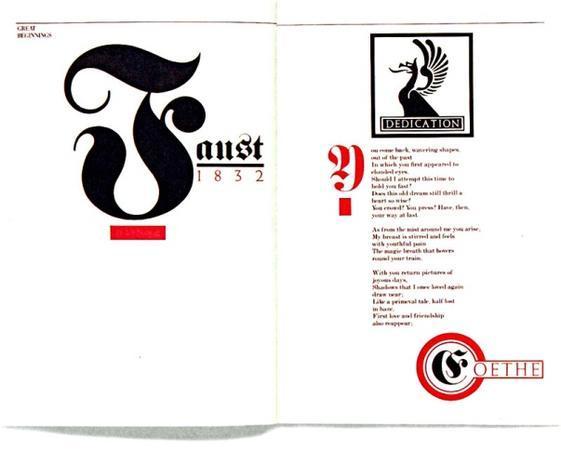 GREAT
BEGINNINGS
Faust
1832
DEDICATION
You come back, wavering shapes,
out of the past
In which you first appeared to
clouded eyes.
Should I attempt this time to
hold you fast?
Does this old dream still thrill a
heart so wise?
You crowd? You press? Have, then,
your way at last.
As from the mist around me you arise,
My breast is stirred and feels
with youthful pain
The magic breath that hovers
round your train.
With you return pictures of
joyous days,
Shadows that I once loved again
draw near;
Like a primeval tale, half lost
in haze,
First love and friendship
also reappear;
GOETHE